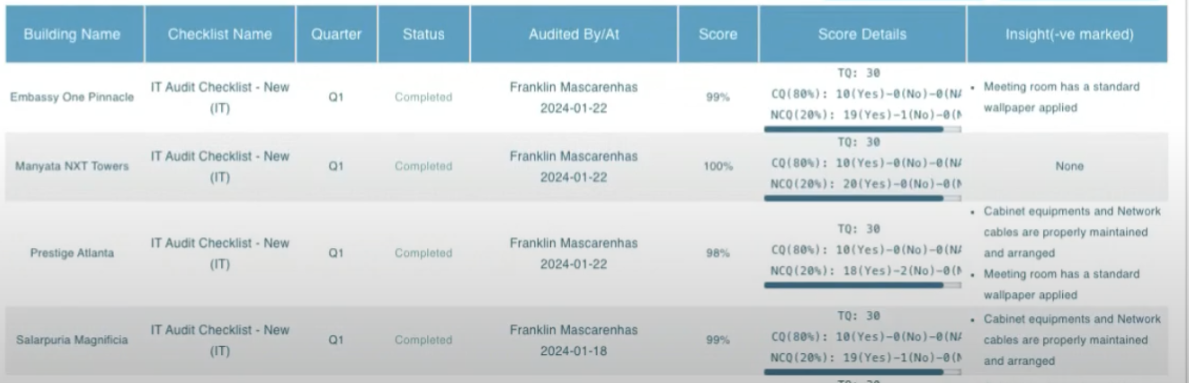 Building Name Checklist Name Quarter Status Audited By/At Score Score Details Insight(-ve marked)
Embassy One Pinnacle
IT Audit Checklist - New
(IT)
Q1
Completed
Franklin Mascarenhas
2024-01-22
99%
TQ: 30
CQ(80%): 10(Yes)-0(No)-0(NA
NCQ(20%): 19(Yes)-1(No)-0(N
• Meeting room has a standard
wallpaper applied
Manyata NXT Towers
IT Audit Checklist - New
(IT)
Q1
Completed
Franklin Mascarenhas
2024-01-22
100%
TQ: 30
CQ(80%): 10(Yes)-0(No)-0(NA
NCQ(20%): 20(Yes)-0(No)-0(N
None
Prestige Atlanta
IT Audit Checklist - New
(IT)
Q1
Completed
Franklin Mascarenhas
2024-01-22
98%
TQ: 30
CQ(80%): 10(Yes)-0(No)-0(NA
NCQ(20%): 18(Yes)-2(No)-0(N
• Cabinet equipments and Network
cables are properly maintained
and arranged
• Meeting room has a standard
wallpaper applied
Salarpuria Magnificia
IT Audit Checklist - New
(IT)
Q1
Completed
Franklin Mascarenhas
2024-01-18
99%
TQ: 30
CQ(80%): 10(Yes)-0(No)-0(NA
NCQ(20%): 19(Yes)-1(No)-0(N
• Cabinet equipments and Network
cables are properly maintained
and arranged